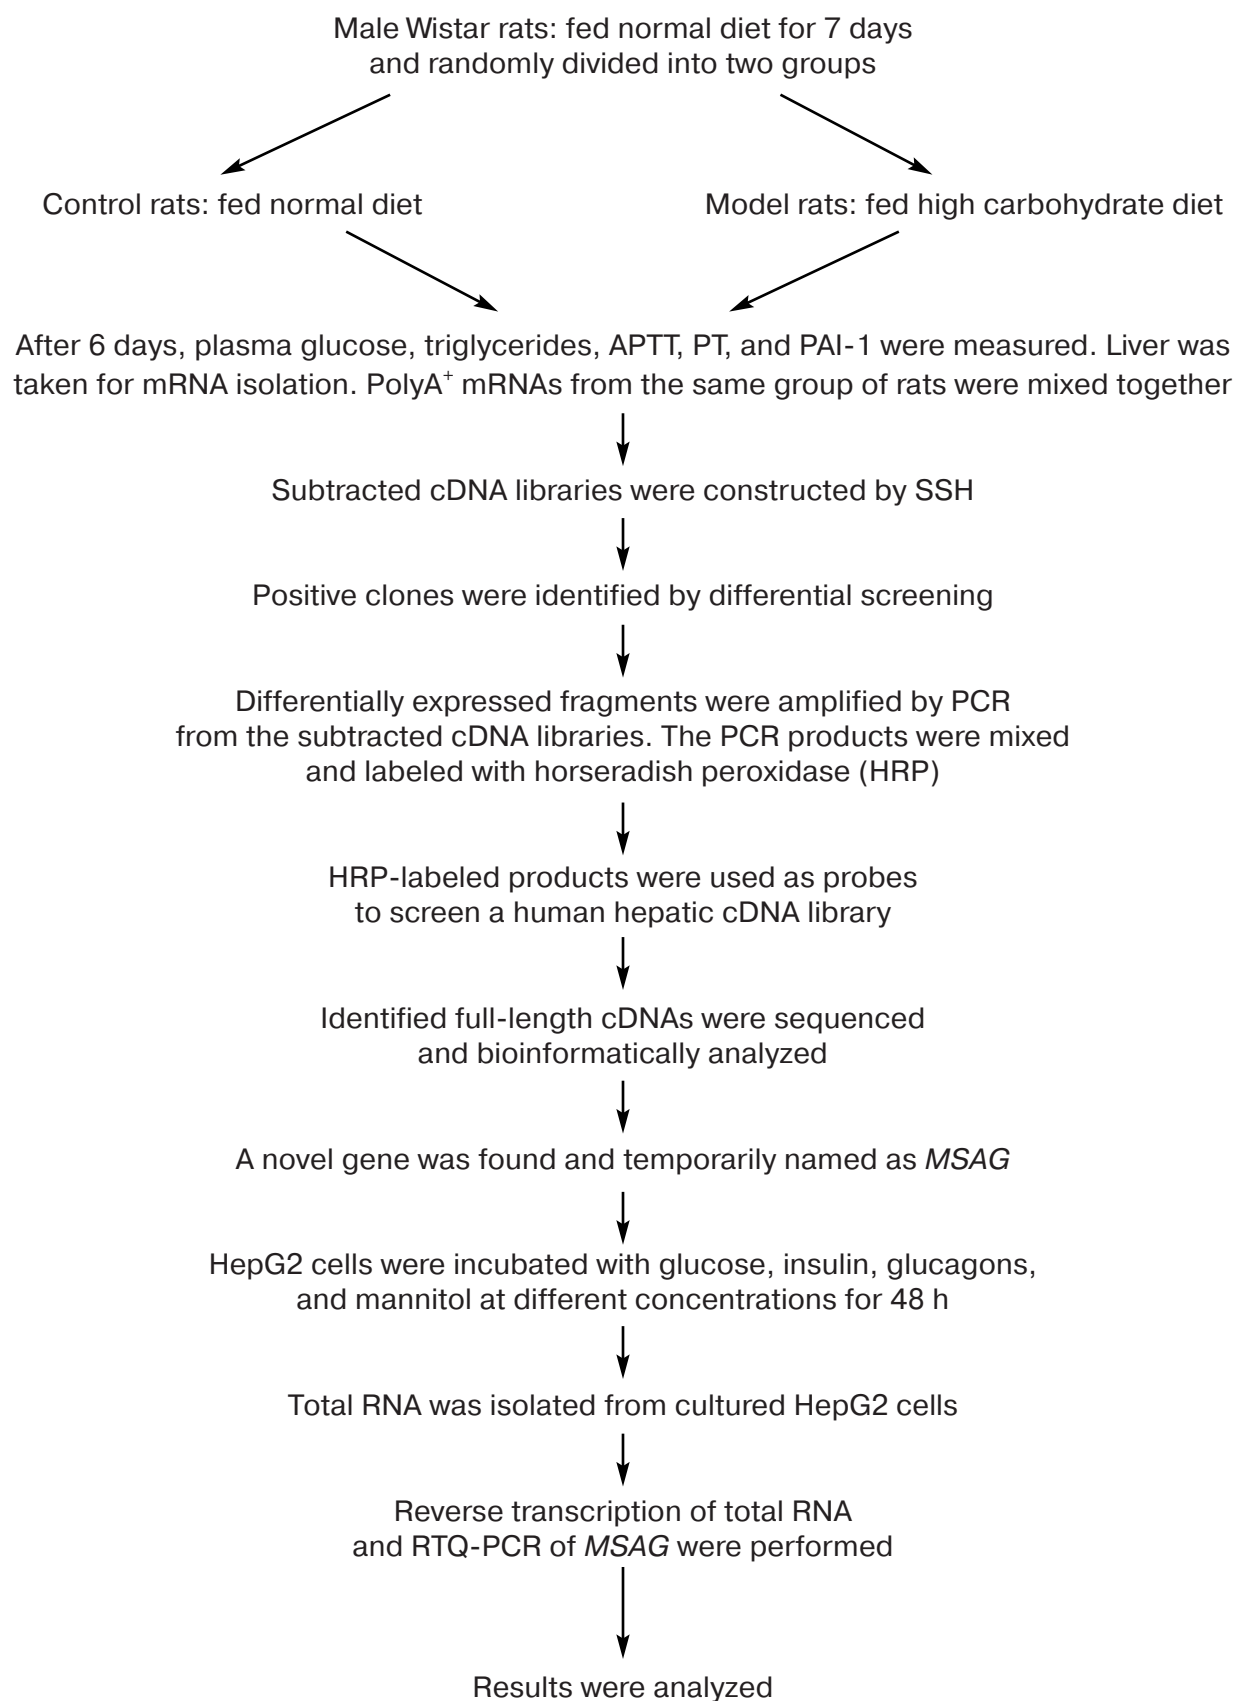 Male Wistar rats: fed normal diet for 7 days
and randomly divided into two groups
Control rats: fed normal diet
Model rats: fed high carbohydrate diet
After 6 days, plasma glucose, triglycerides, APTT, PT, and PAI-1 were measured. Liver was
taken for mRNA isolation. PolyA⁺ mRNAs from the same group of rats were mixed together
Subtracted cDNA libraries were constructed by SSH
Positive clones were identified by differential screening
Differentially expressed fragments were amplified by PCR
from the subtracted cDNA libraries. The PCR products were mixed
and labeled with horseradish peroxidase (HRP)
HRP-labeled products were used as probes
to screen a human hepatic cDNA library
Identified full-length cDNAs were sequenced
and bioinformatically analyzed
A novel gene was found and temporarily named as MSAG
HepG2 cells were incubated with glucose, insulin, glucagons,
and mannitol at different concentrations for 48 h
Total RNA was isolated from cultured HepG2 cells
Reverse transcription of total RNA
and RTQ-PCR of MSAG were performed
Results were analyzed